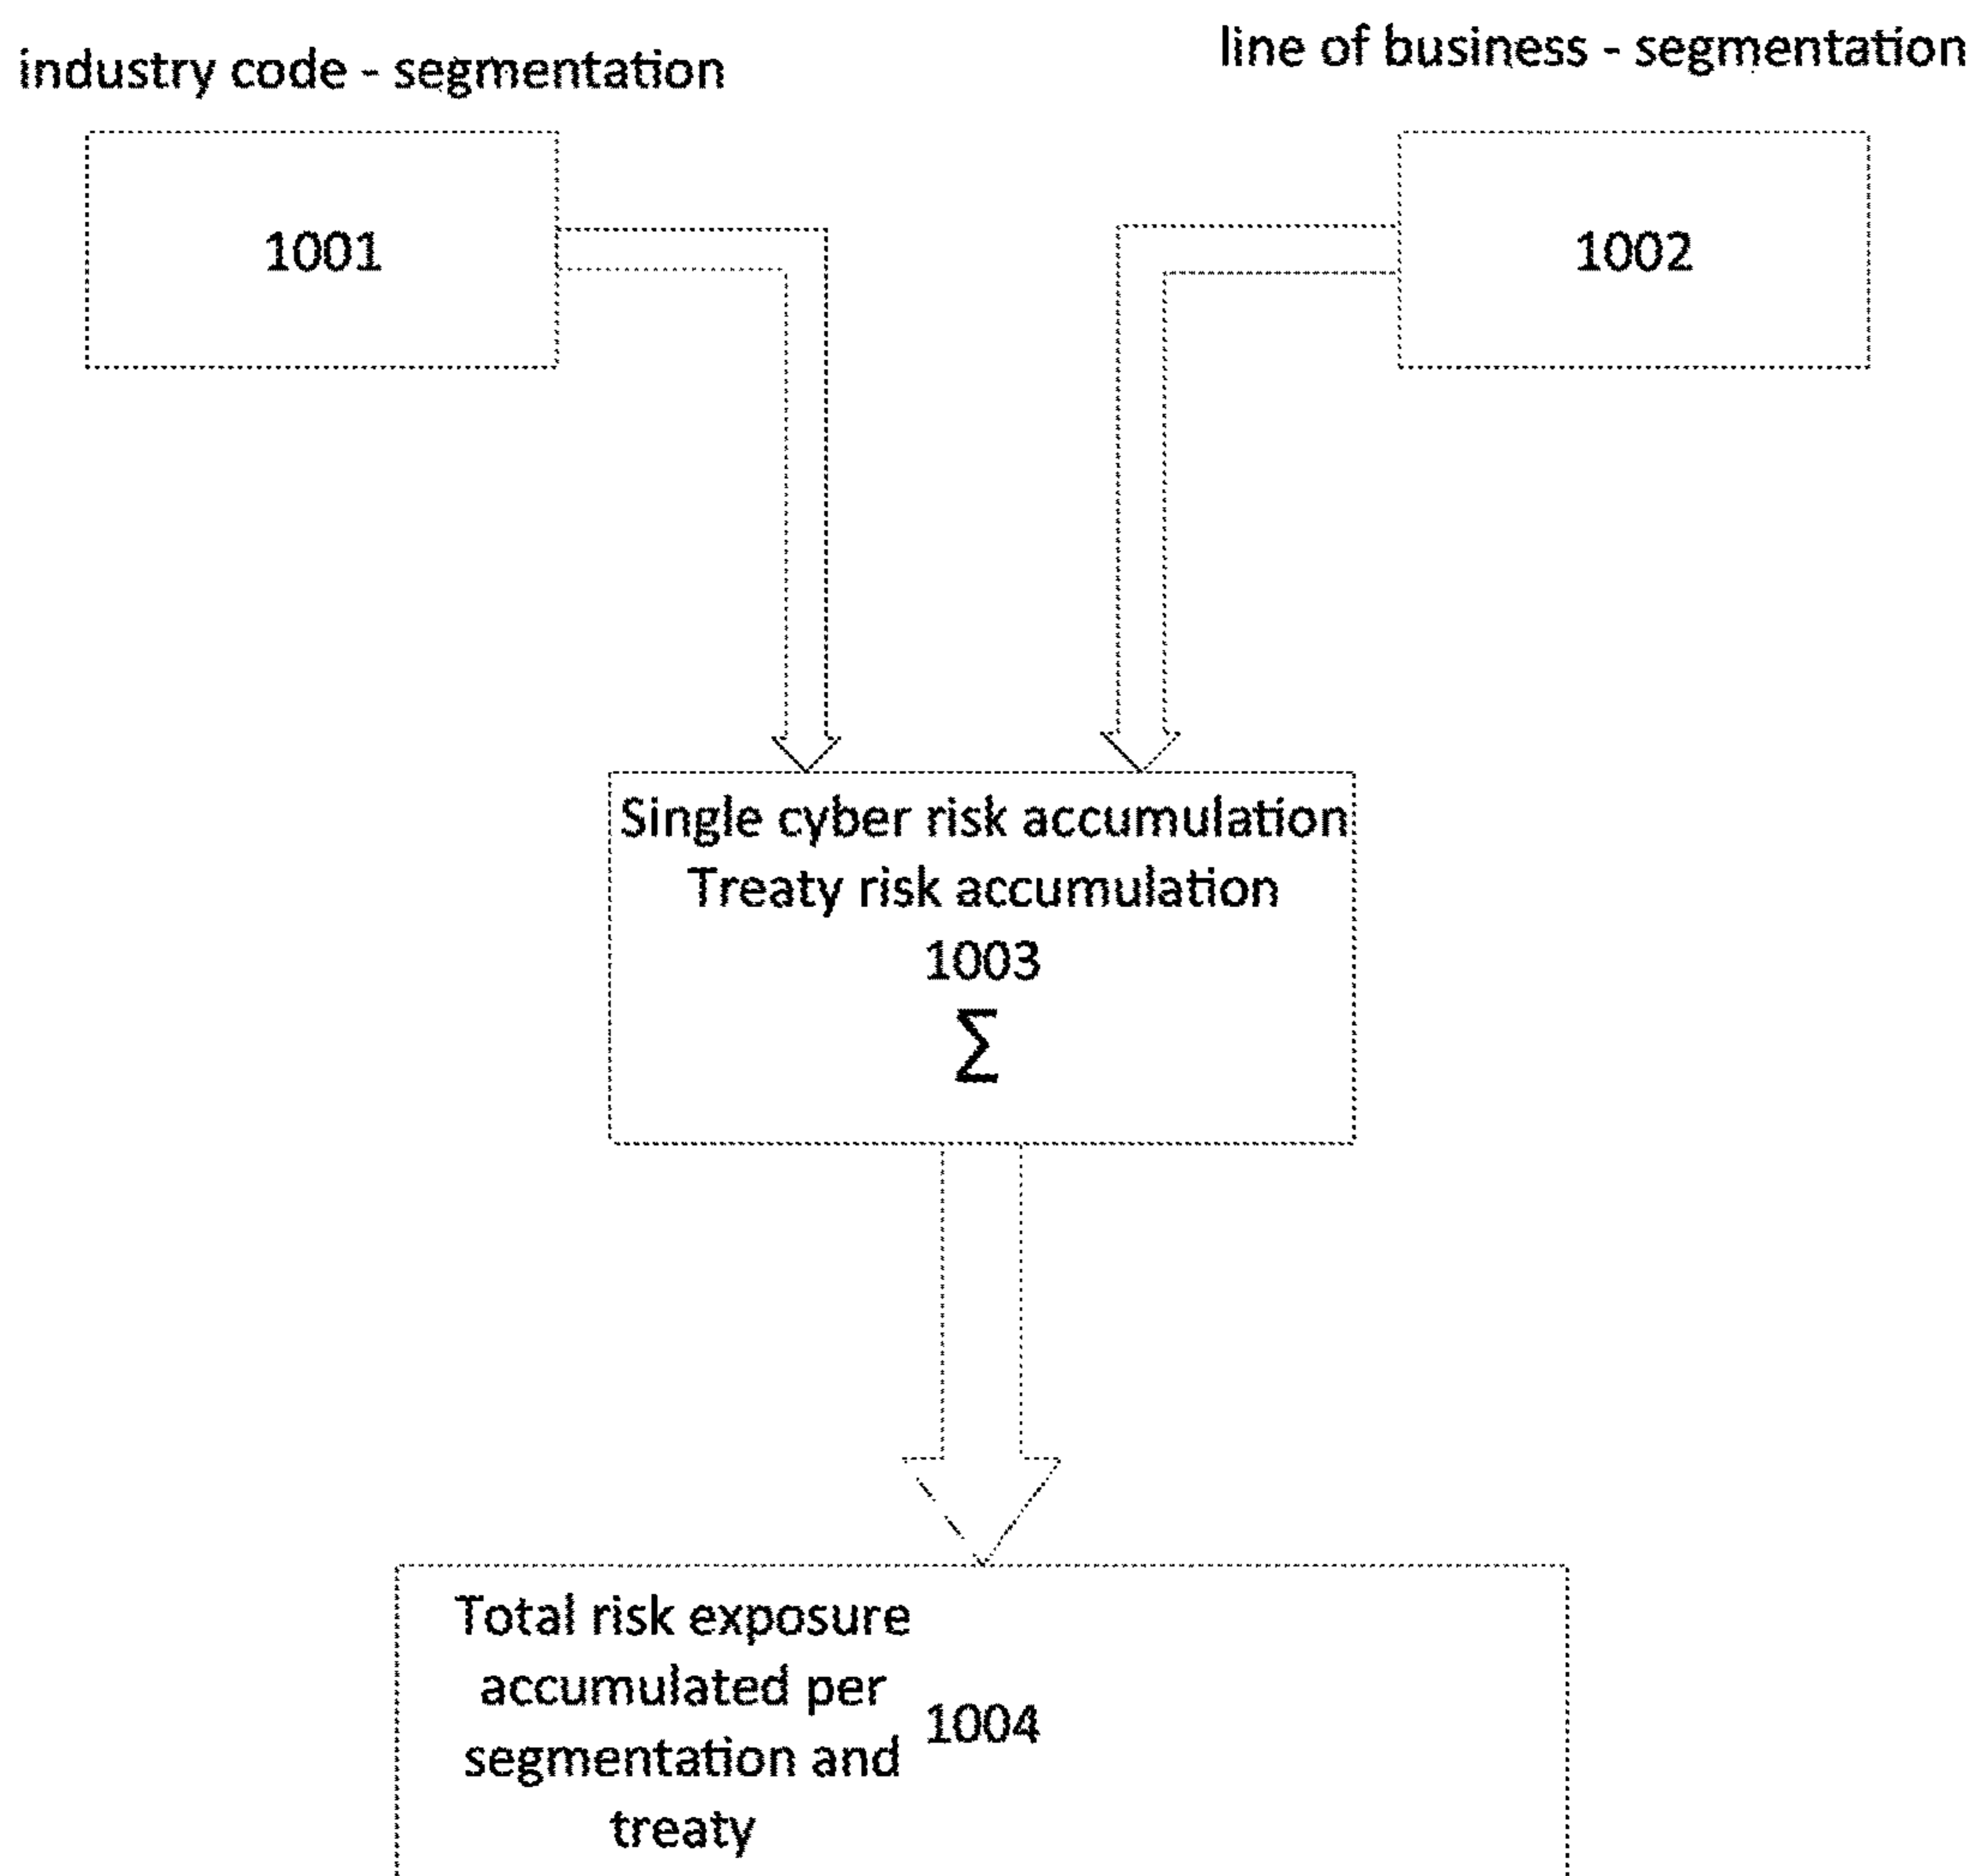 industry code - segmentation
line of business - segmentation
1001
1002
Single cyber risk accumulation
Treaty risk accumulation
1003
Σ
Total risk exposure
accumulated per
segmentation and
treaty
1004